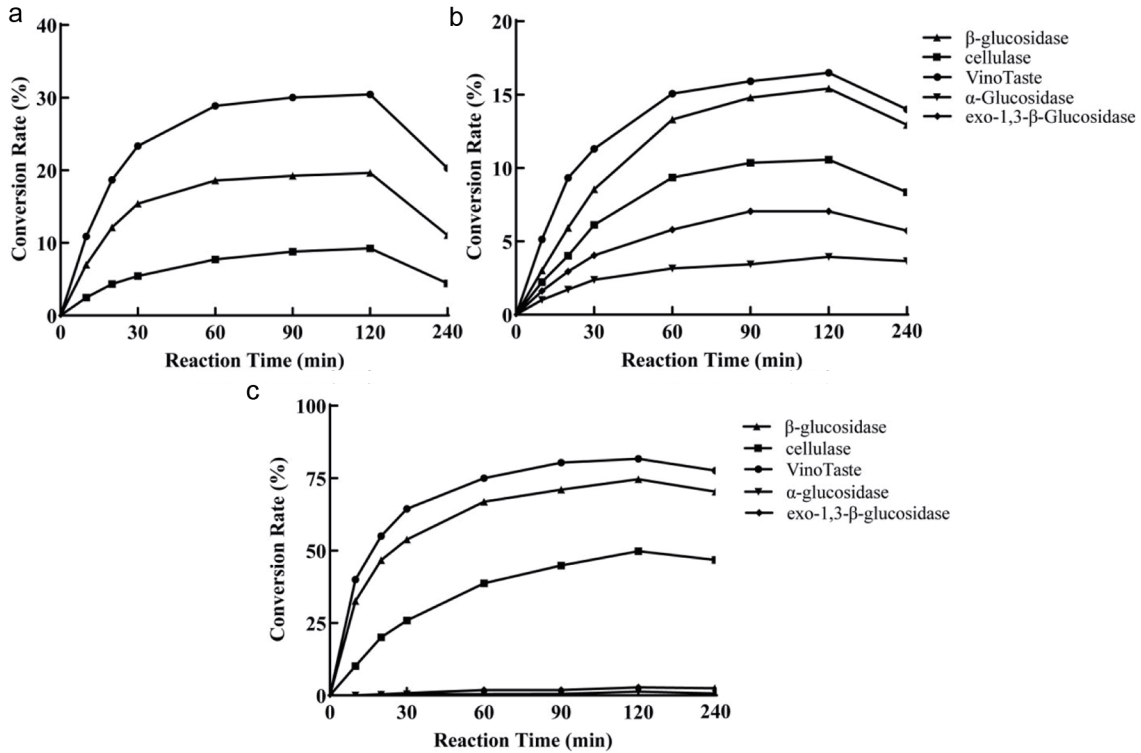 a
Conversion Rate (%)
40
30
20
10
0
0 30 60 90 120 240
Reaction Time (min)
b
Conversion Rate (%)
20
15
10
5
0
0 30 60 90 120 240
Reaction Time (min)
β-glucosidase
cellulase
VinoTaste
α-Glucosidase
exo-1,3-β-Glucosidase
c
Conversion Rate (%)
100
75
50
25
0
0 30 60 90 120 240
Reaction Time (min)
β-glucosidase
cellulase
VinoTaste
α-glucosidase
exo-1,3-β-glucosidase